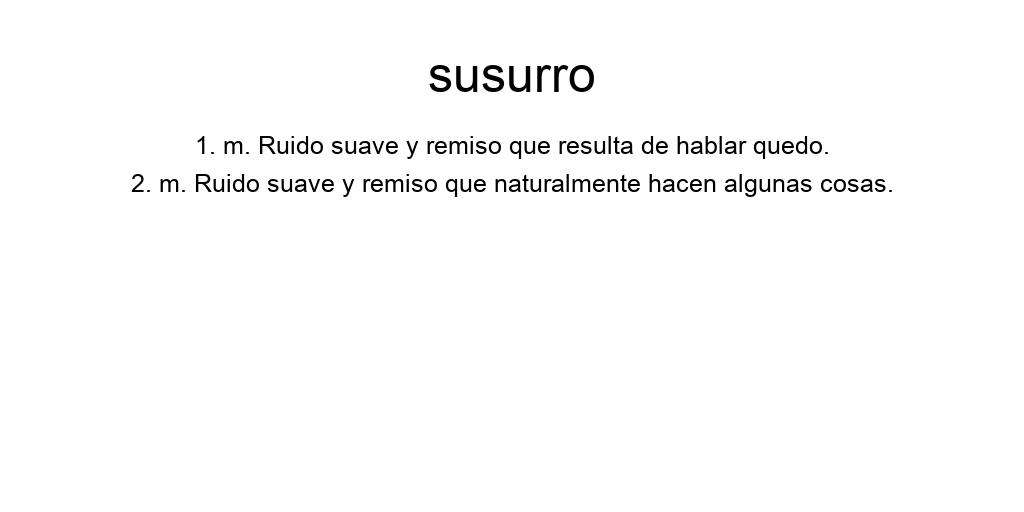 susurro
1. m. Ruido suave y remiso que resulta de hablar quedo.
2. m. Ruido suave y remiso que naturalmente hacen algunas cosas.